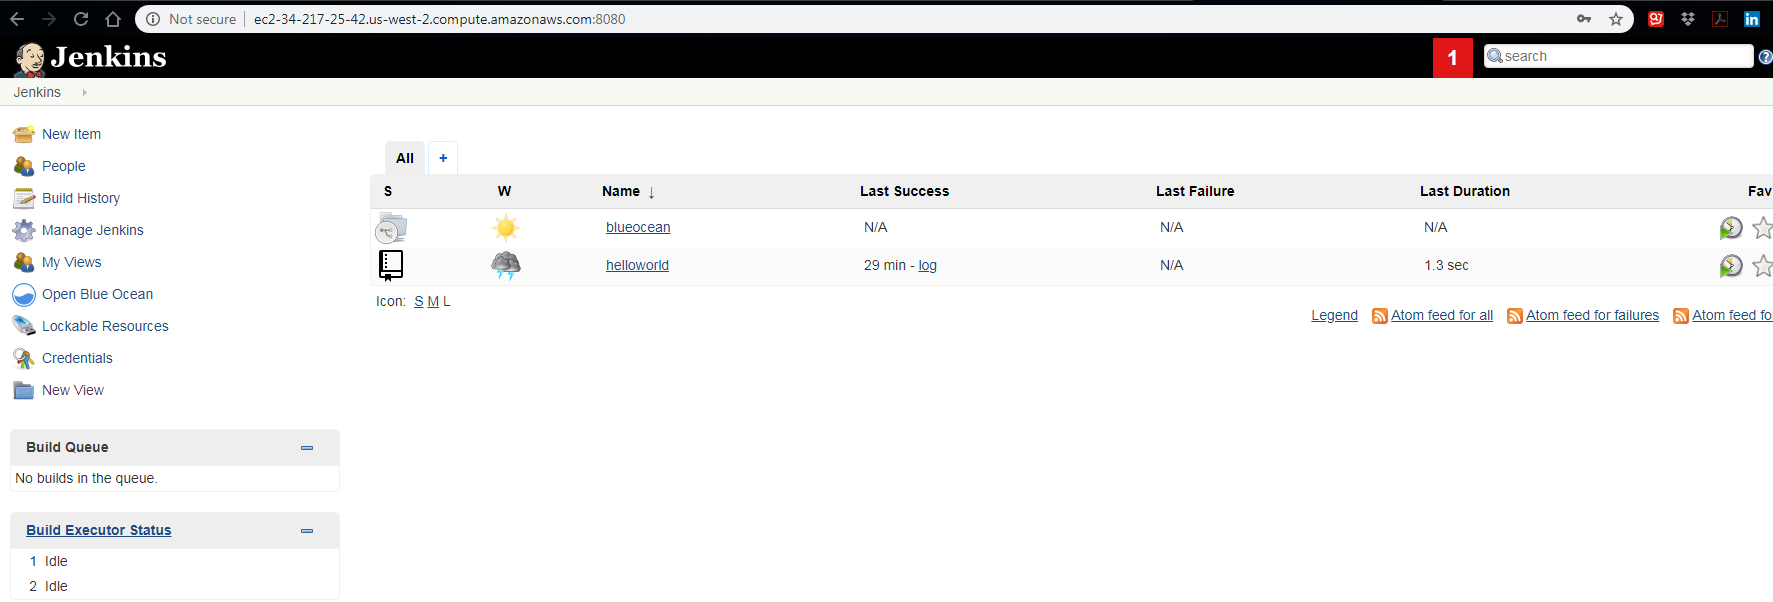 Not secure | ec2-34-217-25-42.us-west-2.compute.amazonaws.com:8080
Jenkins 1 search
Jenkins
New Item
People
Build History
Manage Jenkins
My Views
Open Blue Ocean
Lockable Resources
Credentials
New View
Build Queue
No builds in the queue.
Build Executor Status
1 Idle
2 Idle
All +
S W Name ↓ Last Success Last Failure Last Duration Fav
blueocean N/A N/A N/A
helloworld 29 min - log N/A 1.3 sec
Icon: S M L
Legend Atom feed for all Atom feed for failures Atom feed fo